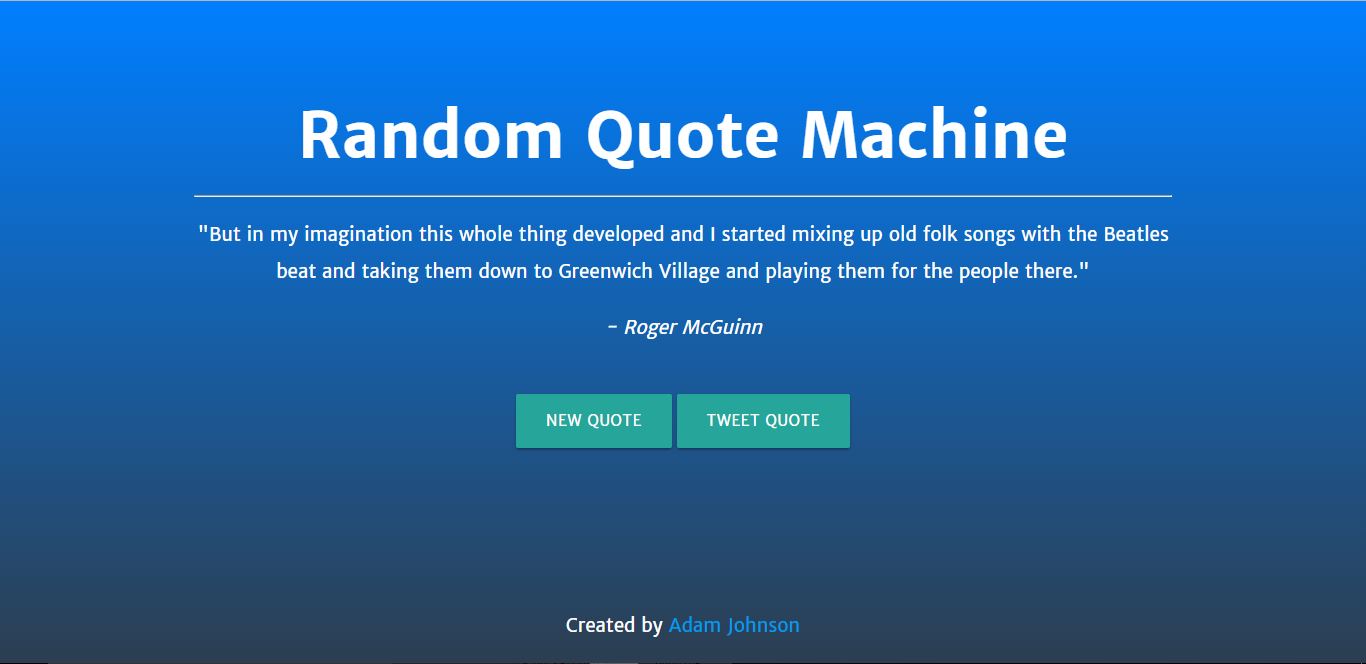 Random Quote Machine
"But in my imagination this whole thing developed and I started mixing up old folk songs with the Beatles
beat and taking them down to Greenwich Village and playing them for the people there."
- Roger McGuinn
NEW QUOTE TWEET QUOTE
Created by Adam Johnson